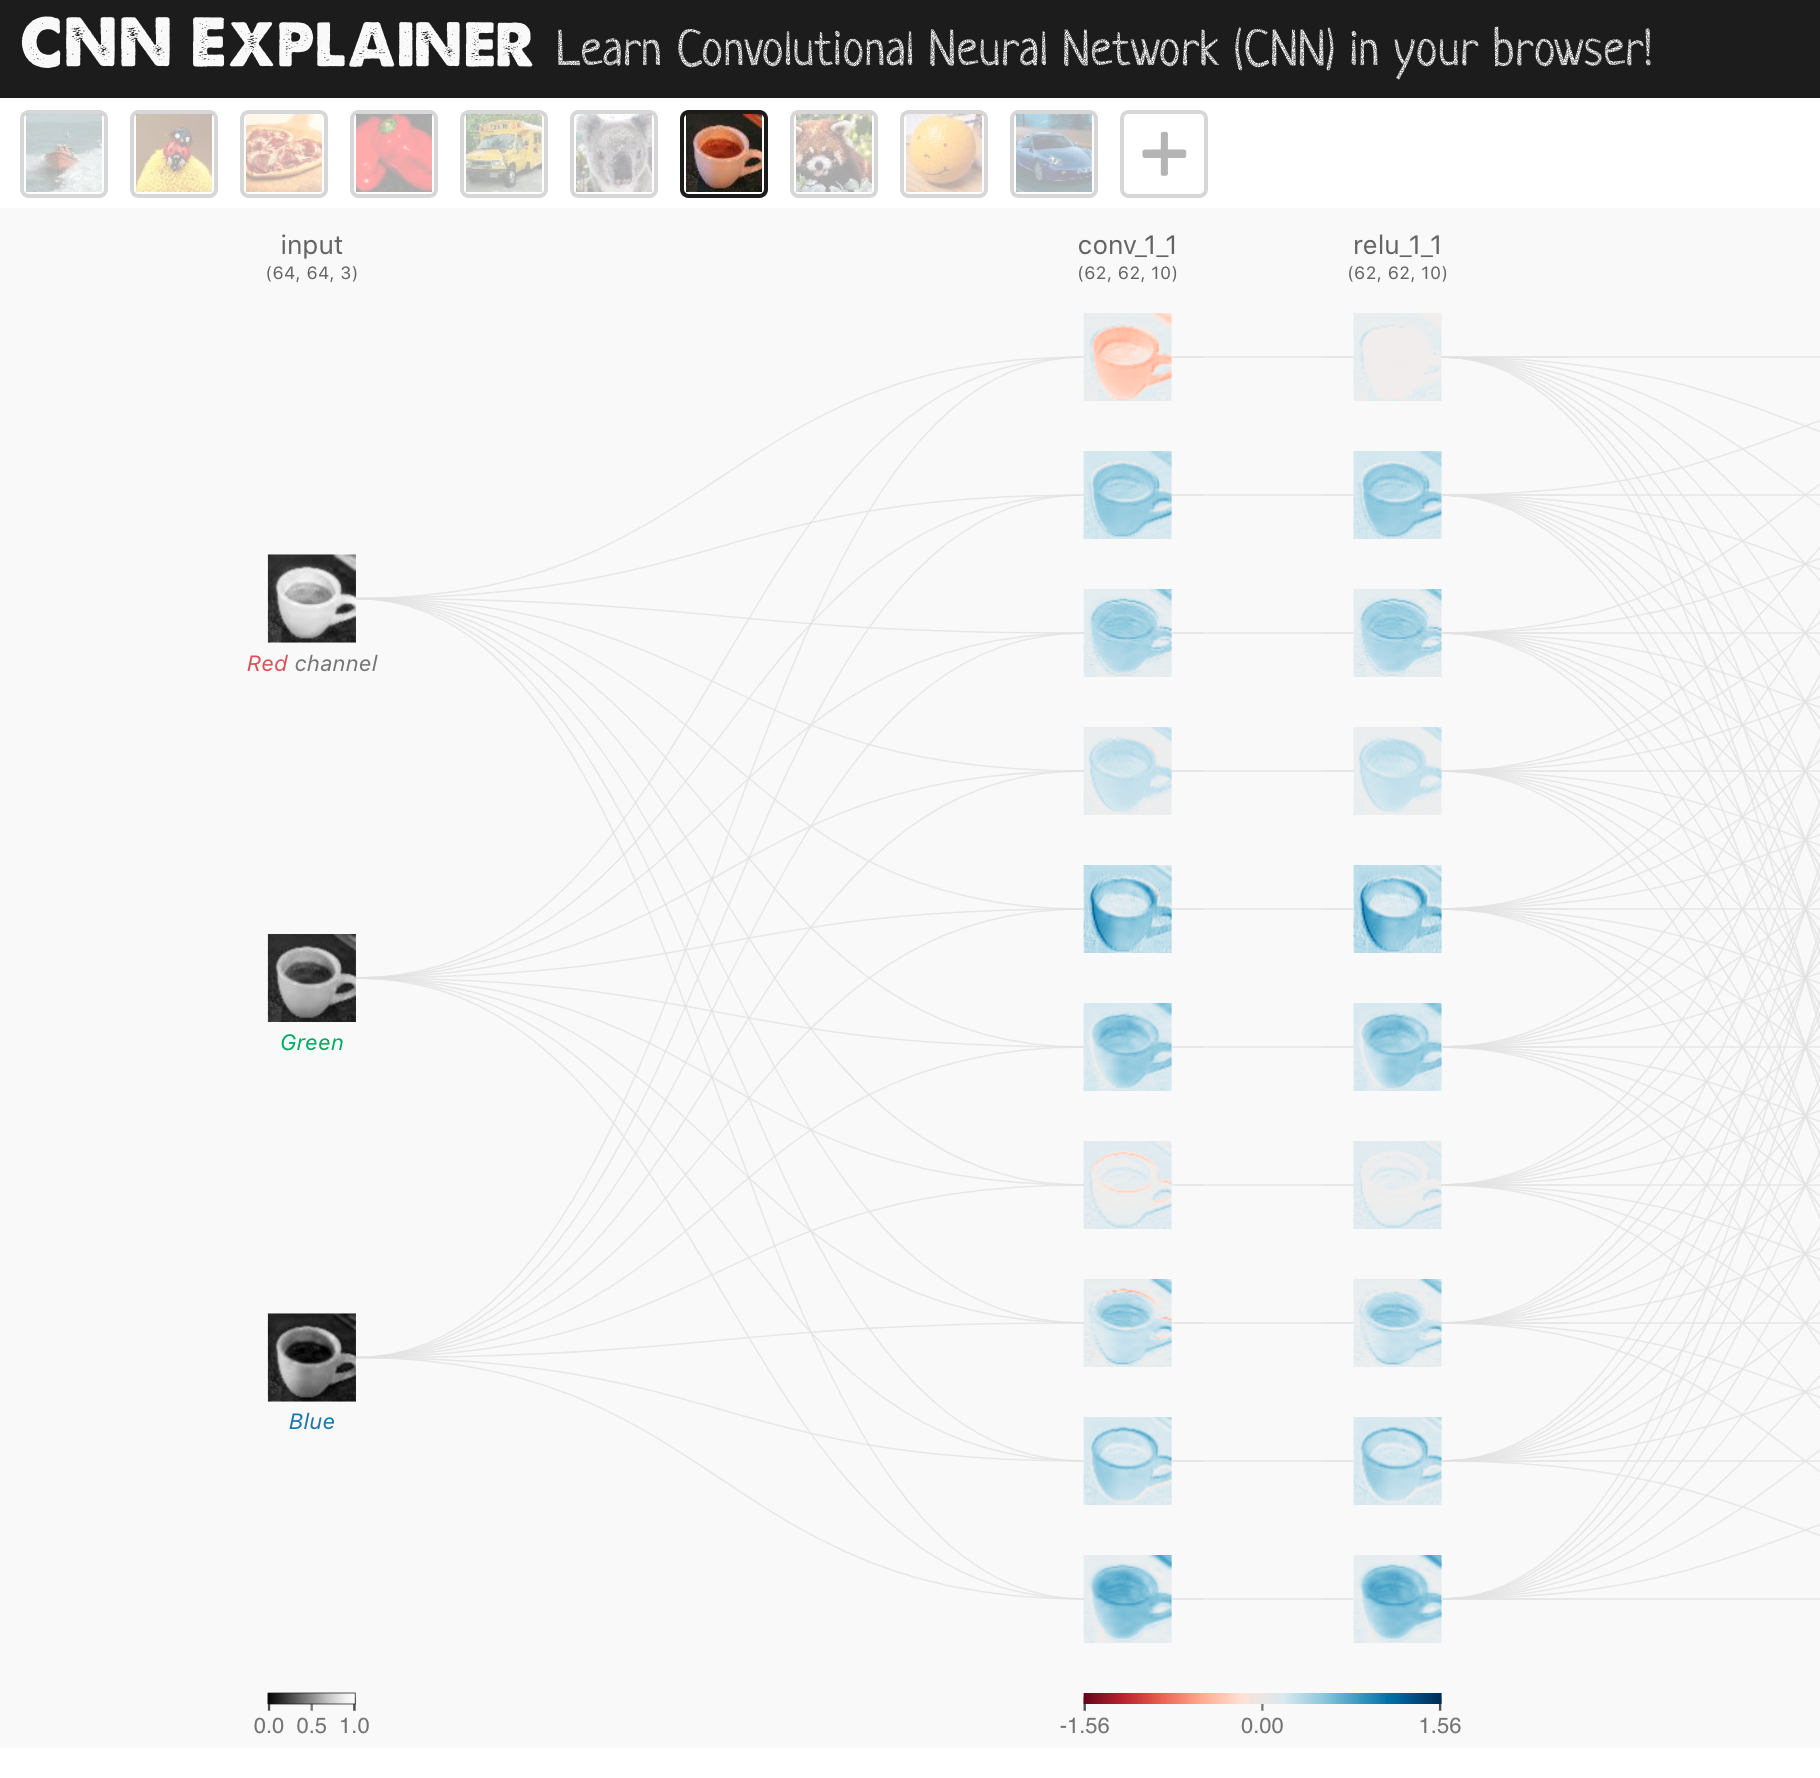 CNN EXPLAINER Learn Convolutional Neural Network (CNN) in your browser!
input
(64, 64, 3)
conv_1_1
(62, 62, 10)
relu_1_1
(62, 62, 10)
Red channel
Green
Blue
0.0 0.5 1.0
-1.56 0.00 1.56